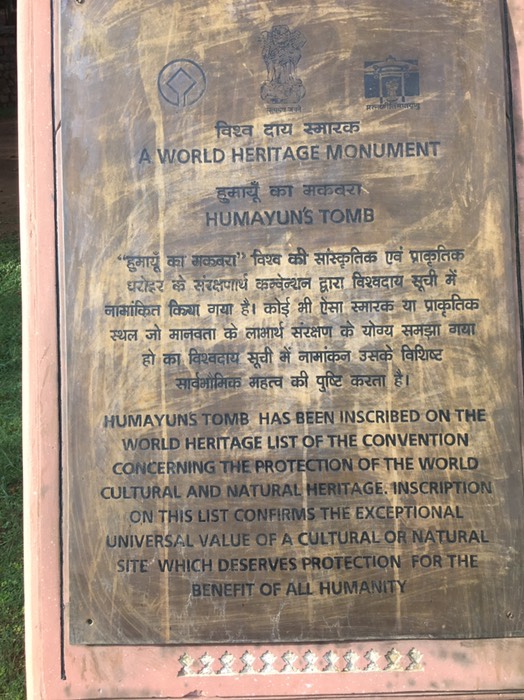 विश्व दाय स्मारक
A WORLD HERITAGE MONUMENT
हुमायूँ का मकबरा
HUMAYUN'S TOMB
"हुमायूँ का मकबरा" विश्व की सांस्कृतिक एवं प्राकृतिक
धरोहर के संरक्षणार्थ कन्वेन्शन द्वारा विश्वदाय सूची में
नामांकित किया गया है। कोई भी ऐसा स्मारक या प्राकृतिक
स्थल जो मानवता के लाभार्थ संरक्षण के योग्य समझा गया
हो का विश्वदाय सूची में नामांकन उसके विशिष्ट
सार्वभौमिक महत्व की पुष्टि करता है।
HUMAYUNS TOMB HAS BEEN INSCRIBED ON THE
WORLD HERITAGE LIST OF THE CONVENTION
CONCERNING THE PROTECTION OF THE WORLD
CULTURAL AND NATURAL HERITAGE. INSCRIPTION
ON THIS LIST CONFIRMS THE EXCEPTIONAL
UNIVERSAL VALUE OF A CULTURAL OR NATURAL
SITE WHICH DESERVES PROTECTION FOR THE
BENEFIT OF ALL HUMANITY